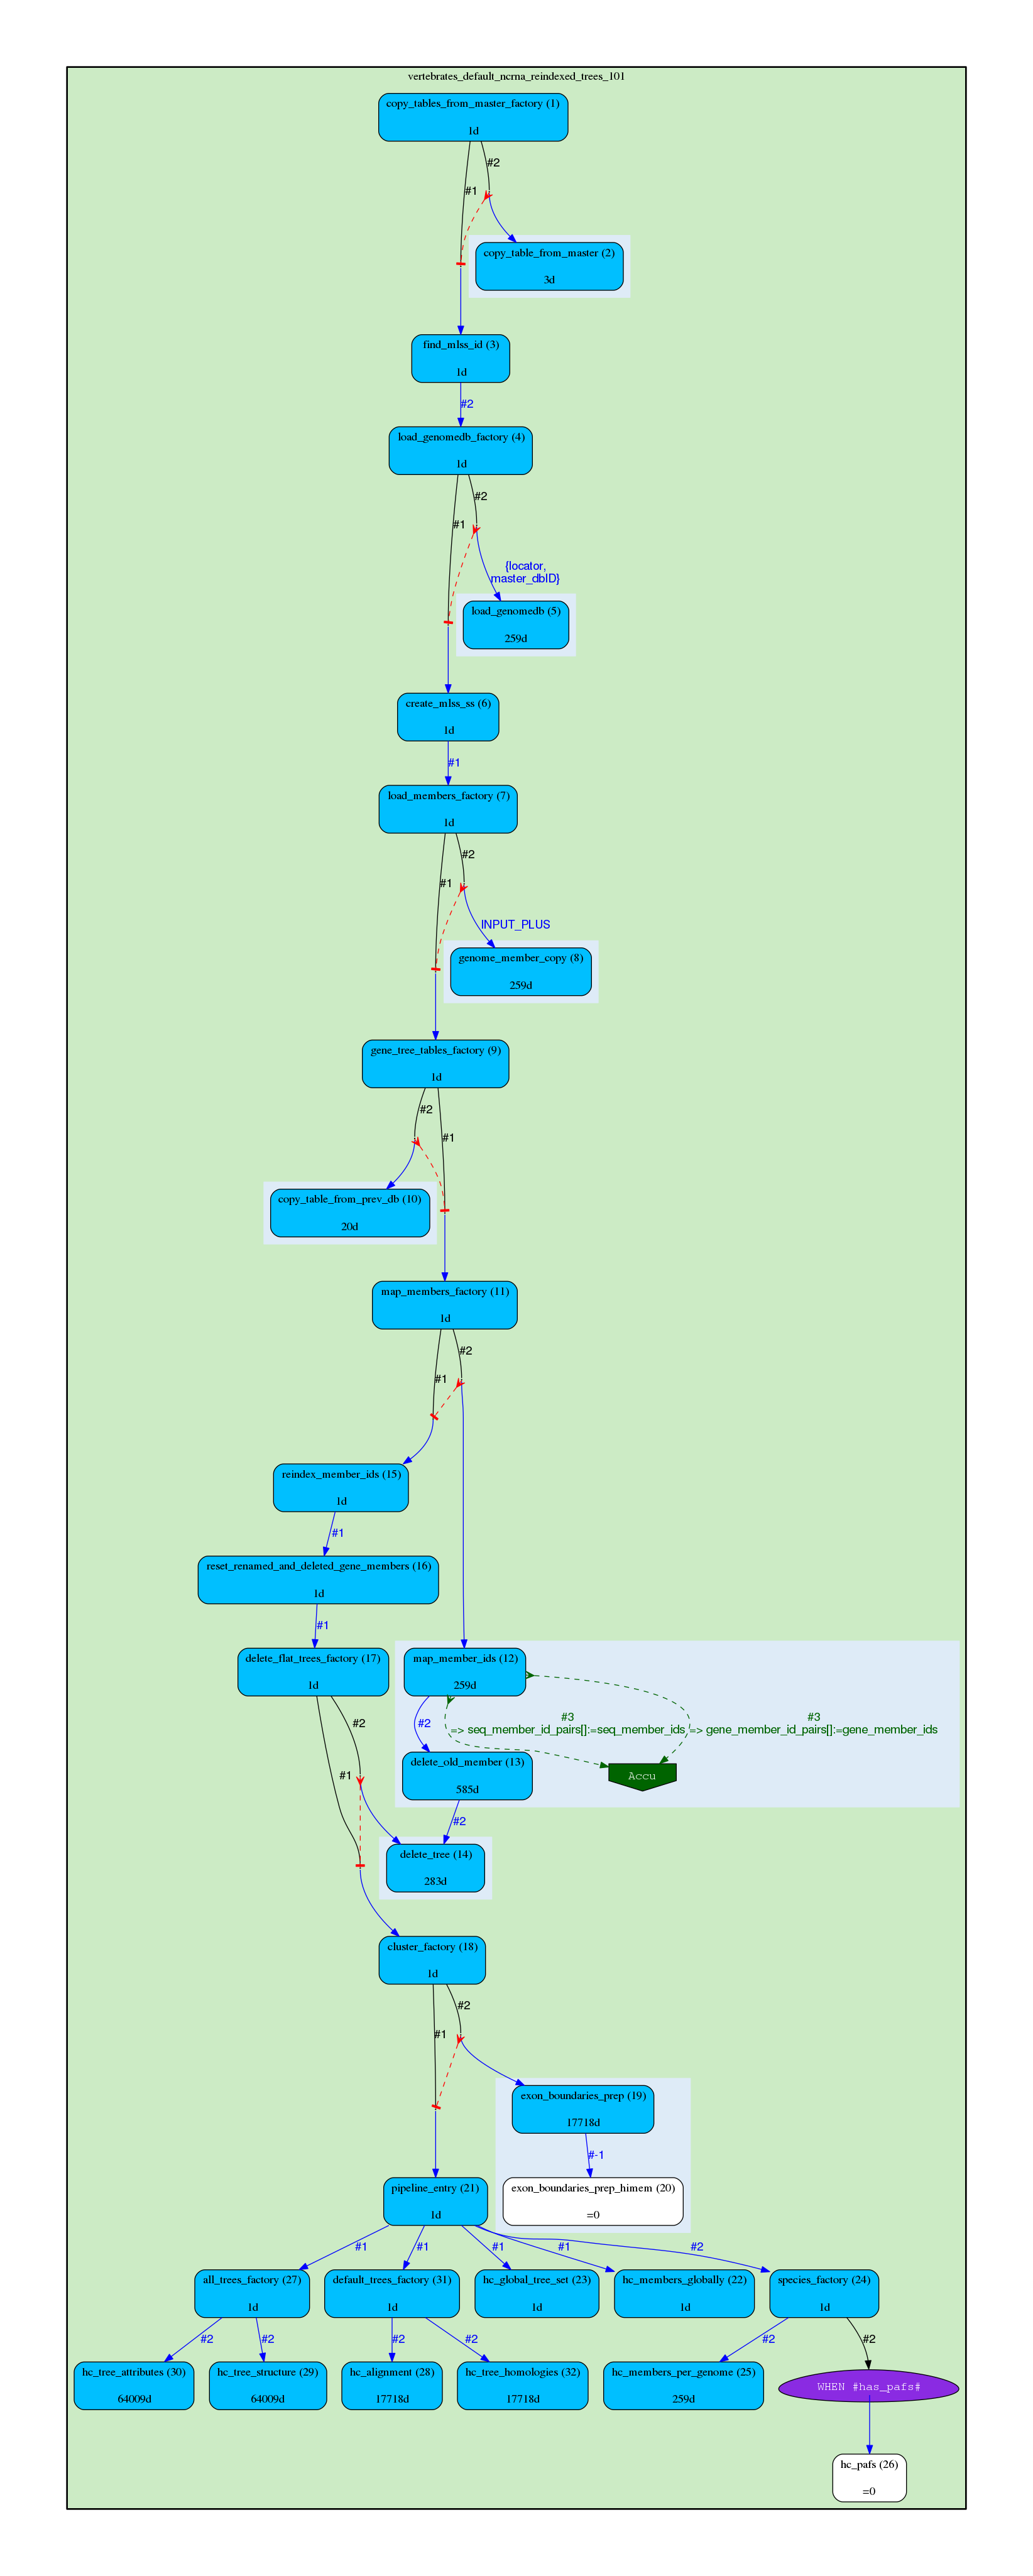 vertebrates_default_ncrna_reindexed_trees_101
copy_tables_from_master_factory (1)
1d
#2
#1
copy_table_from_master (2)
3d
find_mlss_id (3)
1d
#2
load_genomedb_factory (4)
1d
#2
#1
{locator,
master_dbID}
load_genomedb (5)
259d
create_mlss_ss (6)
1d
#1
load_members_factory (7)
1d
#2
#1
INPUT_PLUS
genome_member_copy (8)
259d
gene_tree_tables_factory (9)
1d
#2
#1
copy_table_from_prev_db (10)
20d
map_members_factory (11)
1d
#2
#1
reindex_member_ids (15)
1d
#1
reset_renamed_and_deleted_gene_members (16)
1d
#1
delete_flat_trees_factory (17)
1d
map_member_ids (12)
259d
#2
#3
=> seq_member_id_pairs[]:=seq_member_ids
#3
=> gene_member_id_pairs[]:=gene_member_ids
#2
#1
delete_old_member (13)
585d
Accu
#2
delete_tree (14)
283d
cluster_factory (18)
1d
#2
#1
exon_boundaries_prep (19)
17718d
#-1
exon_boundaries_prep_himem (20)
=0
pipeline_entry (21)
1d
#1
#1
#1
#1
#2
all_trees_factory (27)
1d
default_trees_factory (31)
1d
hc_global_tree_set (23)
1d
hc_members_globally (22)
1d
species_factory (24)
1d
#2
#2
#2
#2
#2
#2
hc_tree_attributes (30)
64009d
hc_tree_structure (29)
64009d
hc_alignment (28)
17718d
hc_tree_homologies (32)
17718d
hc_members_per_genome (25)
259d
WHEN #has_pafs#
hc_pafs (26)
=0